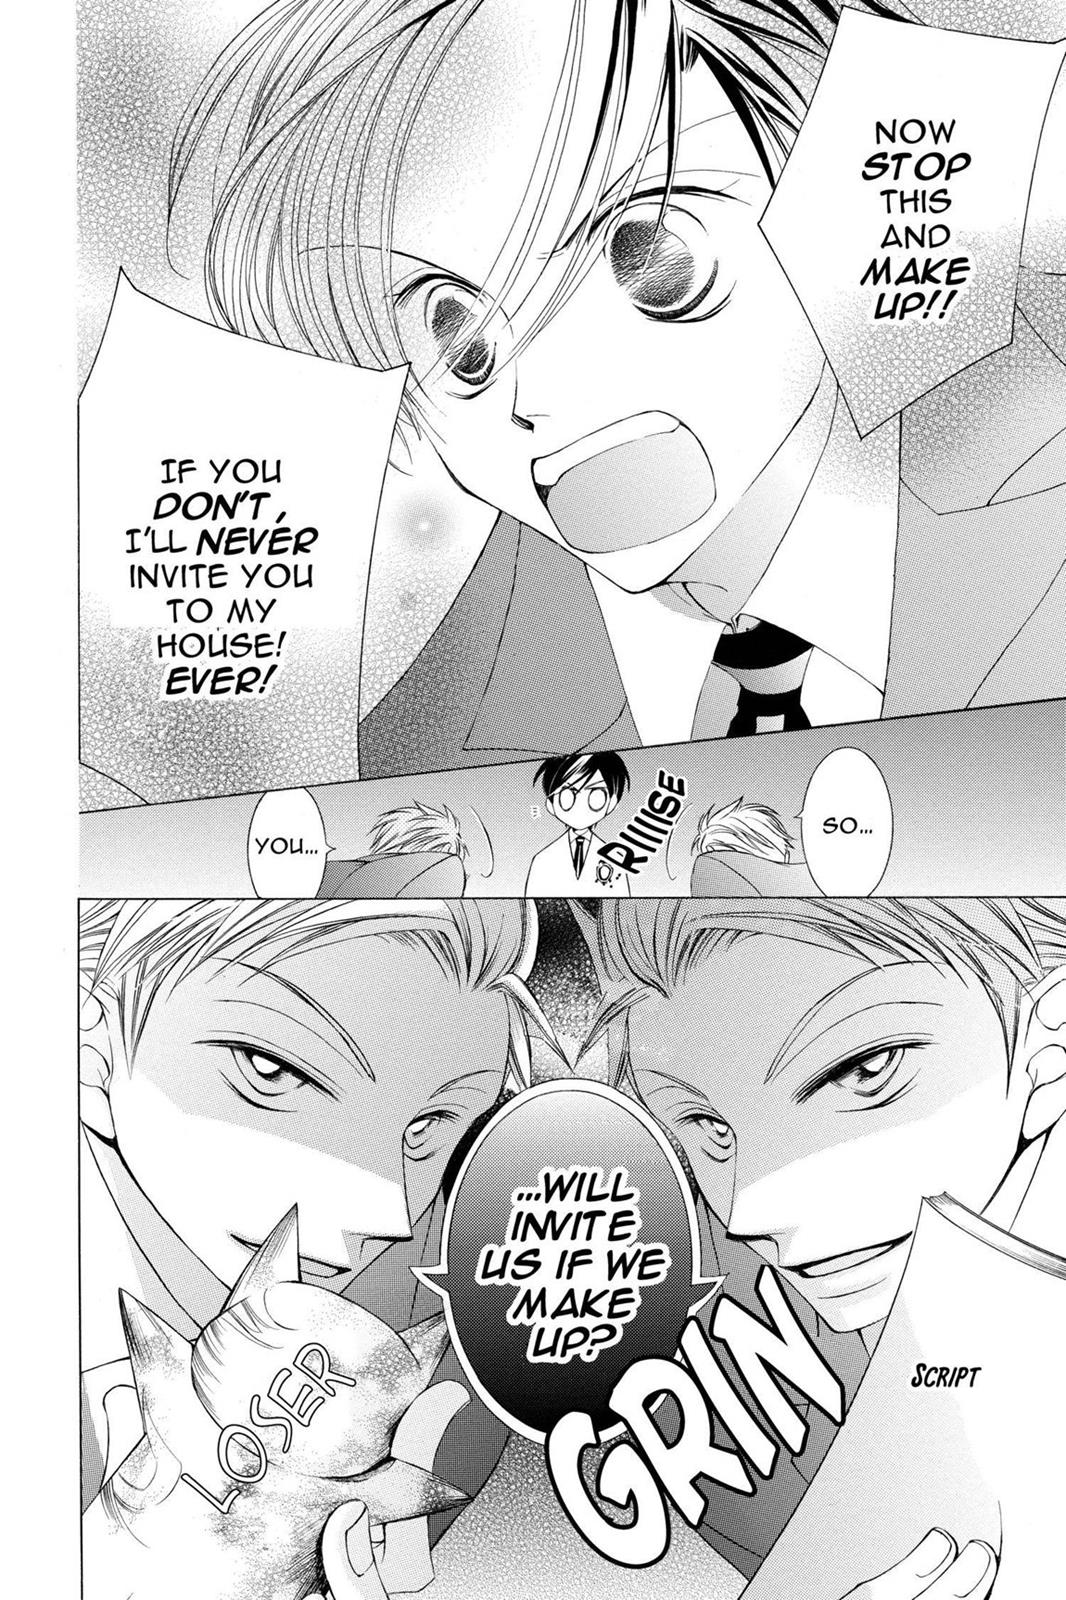 NOW
STOP
THIS
AND
MAKE
UP!!
IF YOU
DON'T,
I'LL NEVER
INVITE YOU
TO MY
HOUSE!
EVER!
SO...
RIIIISE
YOU...
...WILL
INVITE
US IF WE
MAKE
UP?
GRIN
SCRIPT
LOSER